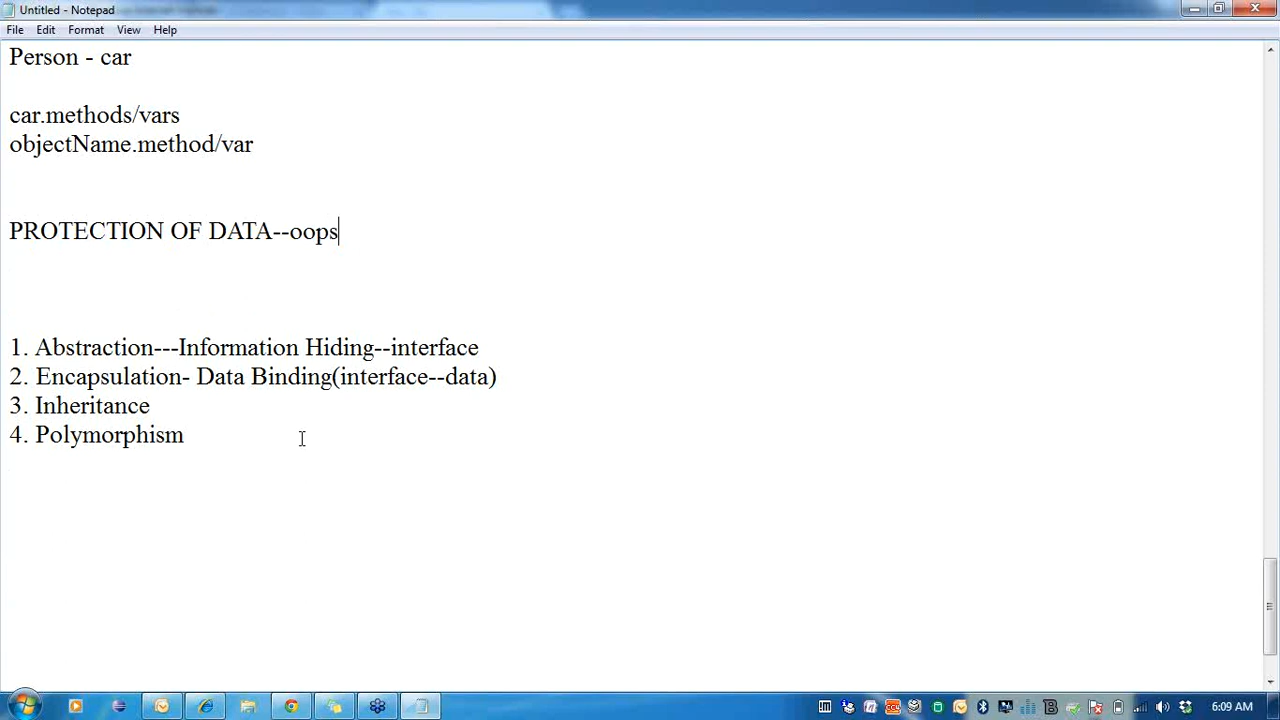 Untitled - Notepad
File Edit Format View Help
Person - car
car.methods/vars
objectName.method/var
PROTECTION OF DATA--oops
1. Abstraction---Information Hiding--interface
2. Encapsulation- Data Binding(interface--data)
3. Inheritance
4. Polymorphism
6:09 AM